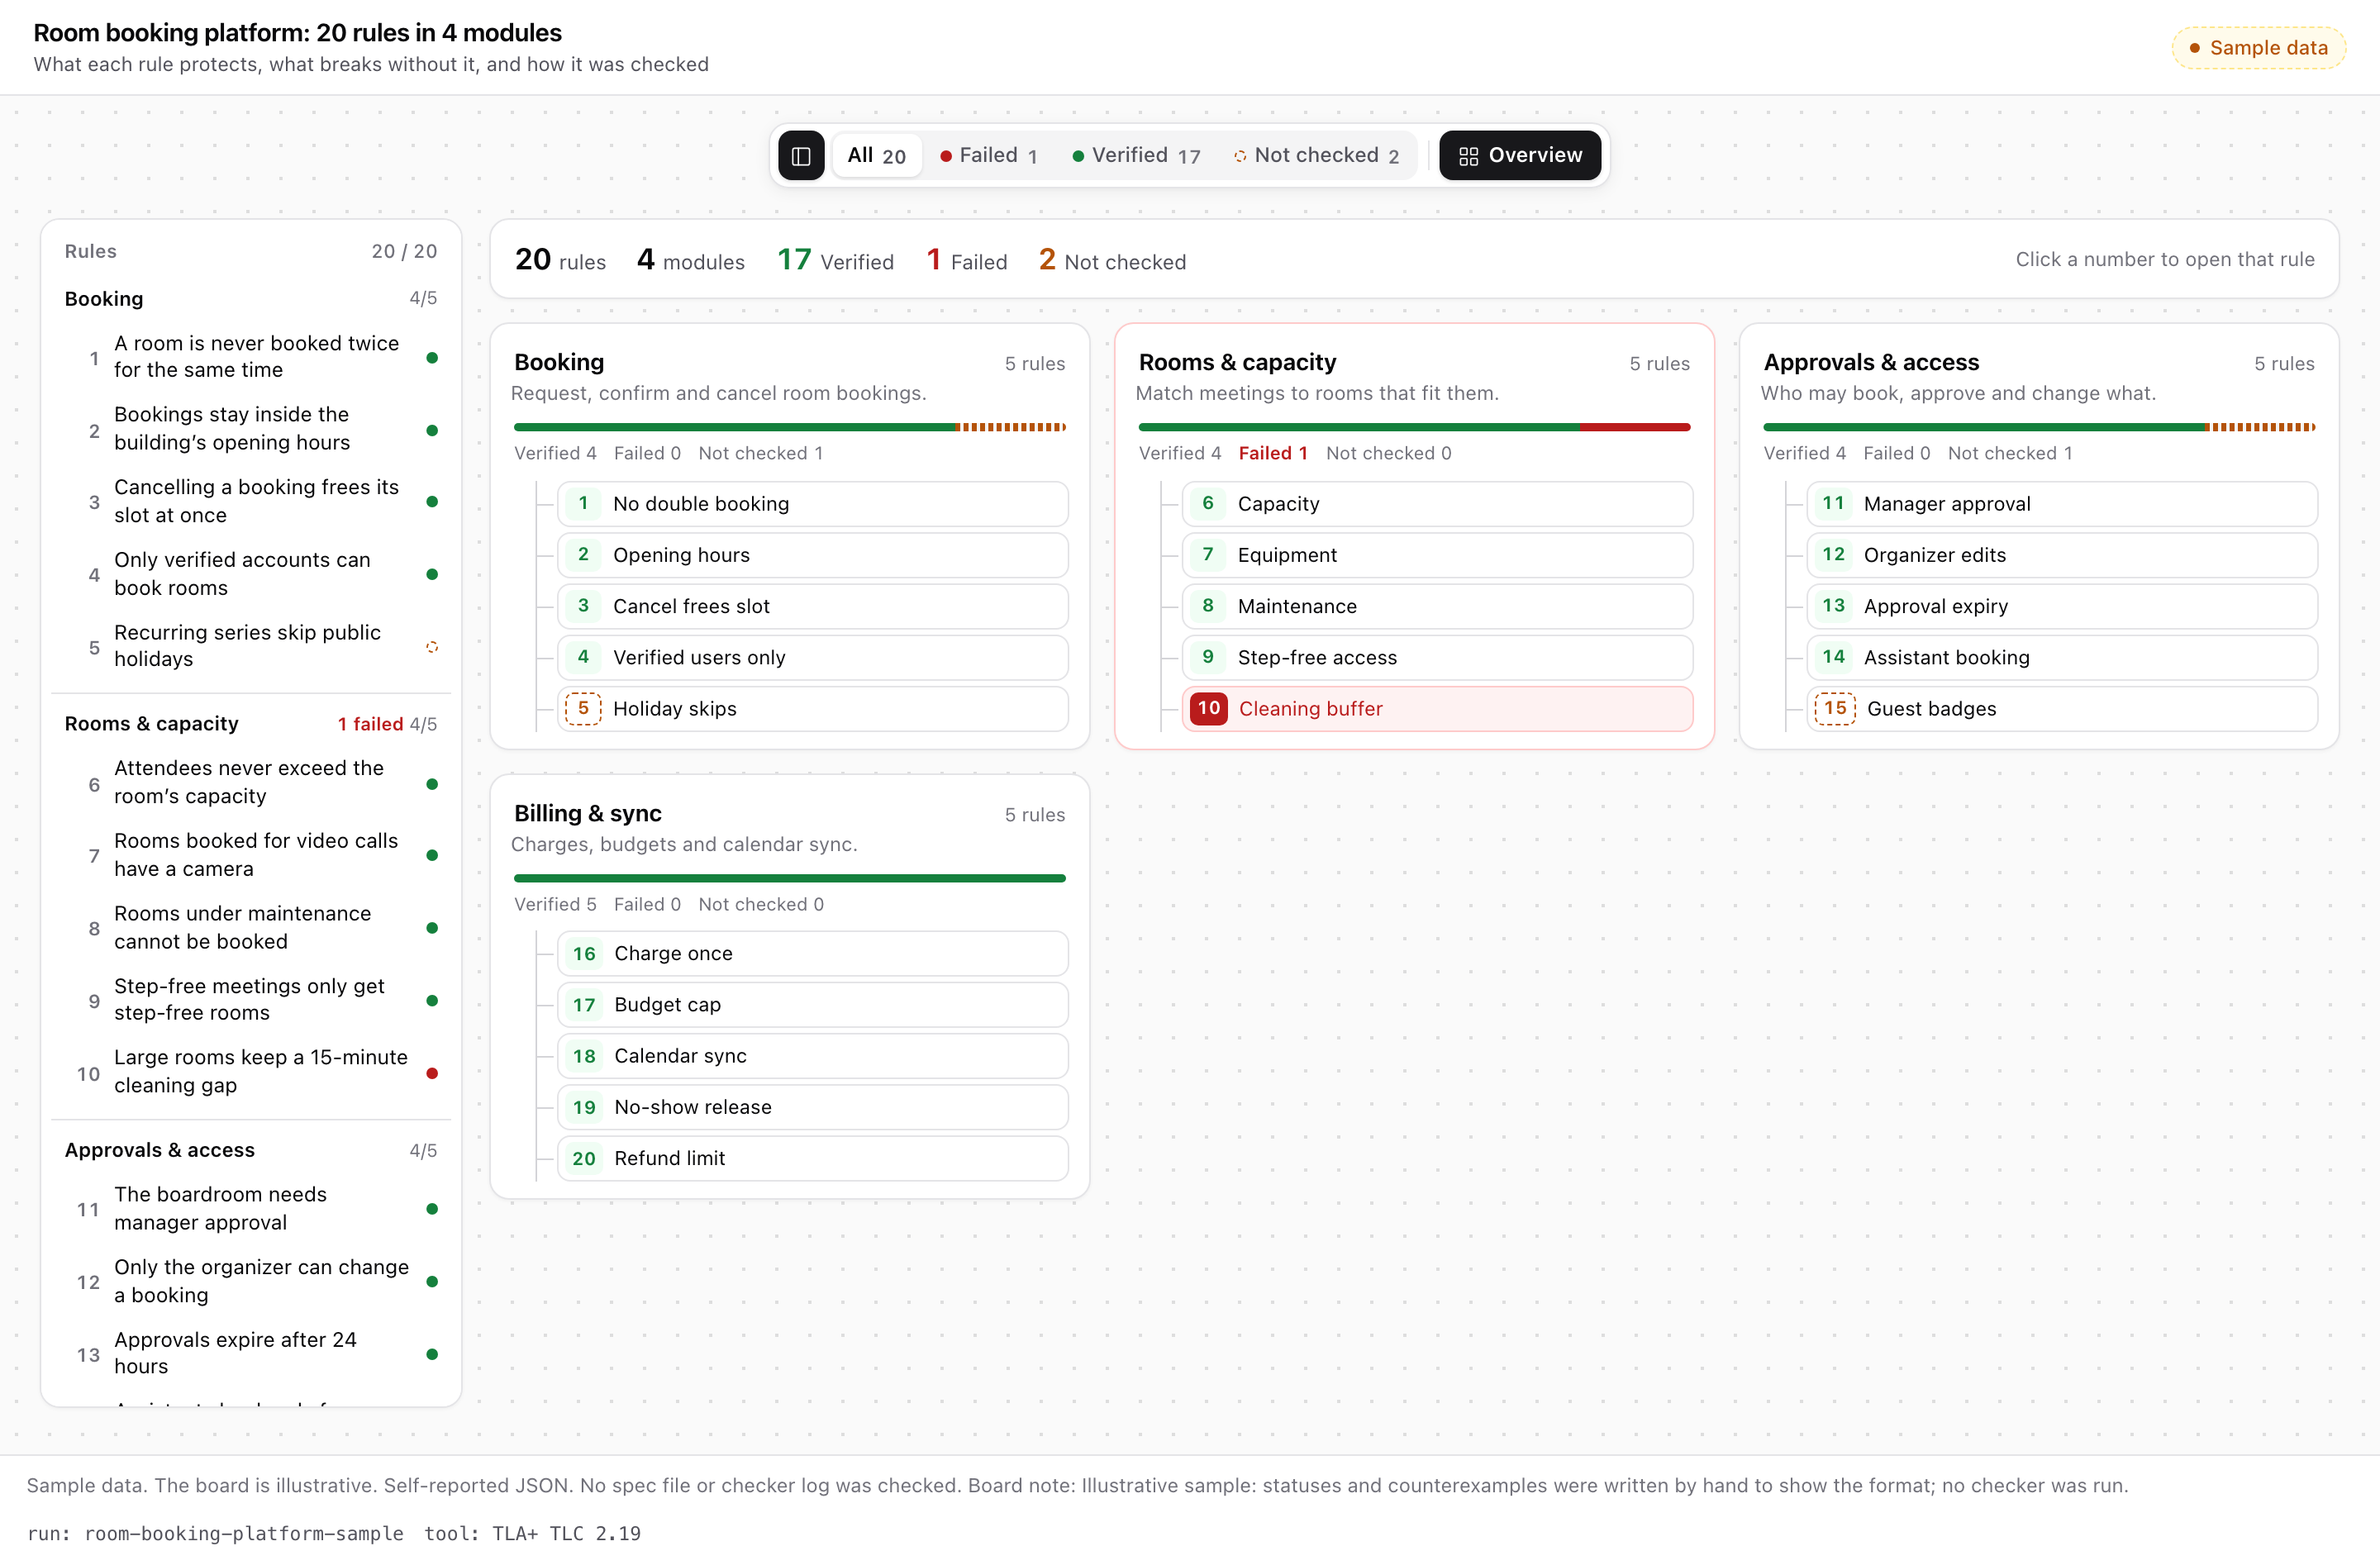 Room booking platform: 20 rules in 4 modules
What each rule protects, what breaks without it, and how it was checked
Sample data
All 20
Failed 1
Verified 17
Not checked 2
Overview
Rules 20 / 20
Booking 4/5
1 A room is never booked twice
for the same time
2 Bookings stay inside the
building’s opening hours
3 Cancelling a booking frees its
slot at once
4 Only verified accounts can
book rooms
5 Recurring series skip public
holidays
Rooms & capacity 1 failed 4/5
6 Attendees never exceed the
room’s capacity
7 Rooms booked for video calls
have a camera
8 Rooms under maintenance
cannot be booked
9 Step-free meetings only get
step-free rooms
10 Large rooms keep a 15-minute
cleaning gap
Approvals & access 4/5
11 The boardroom needs
manager approval
12 Only the organizer can change
a booking
13 Approvals expire after 24
hours
20 rules 4 modules 17 Verified 1 Failed 2 Not checked
Click a number to open that rule
Booking 5 rules
Request, confirm and cancel room bookings.
Verified 4 Failed 0 Not checked 1
1 No double booking
2 Opening hours
3 Cancel frees slot
4 Verified users only
5 Holiday skips
Rooms & capacity 5 rules
Match meetings to rooms that fit them.
Verified 4 Failed 1 Not checked 0
6 Capacity
7 Equipment
8 Maintenance
9 Step-free access
10 Cleaning buffer
Approvals & access 5 rules
Who may book, approve and change what.
Verified 4 Failed 0 Not checked 1
11 Manager approval
12 Organizer edits
13 Approval expiry
14 Assistant booking
15 Guest badges
Billing & sync 5 rules
Charges, budgets and calendar sync.
Verified 5 Failed 0 Not checked 0
16 Charge once
17 Budget cap
18 Calendar sync
19 No-show release
20 Refund limit
Sample data. The board is illustrative. Self-reported JSON. No spec file or checker log was checked. Board note: Illustrative sample: statuses and counterexamples were written by hand to show the format; no checker was run.
run: room-booking-platform-sample tool: TLA+ TLC 2.19